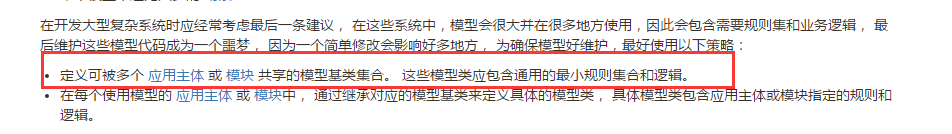 在开发大型复杂系统时应经常考虑最后一条建议， 在这些系统中，模型会很大并在很多地方使用，因此会包含需要规则集和业务逻辑， 最
后维护这些模型代码成为一个噩梦， 因为一个简单修改会影响好多地方， 为确保模型好维护，最好使用以下策略：
• 定义可被多个 应用主体 或 模块 共享的模型基类集合。 这些模型类应包含通用的最小规则集合和逻辑。
• 在每个使用模型的 应用主体 或 模块中， 通过继承对应的模型基类来定义具体的模型类， 具体模型类包含应用主体或模块指定的规则和
逻辑。